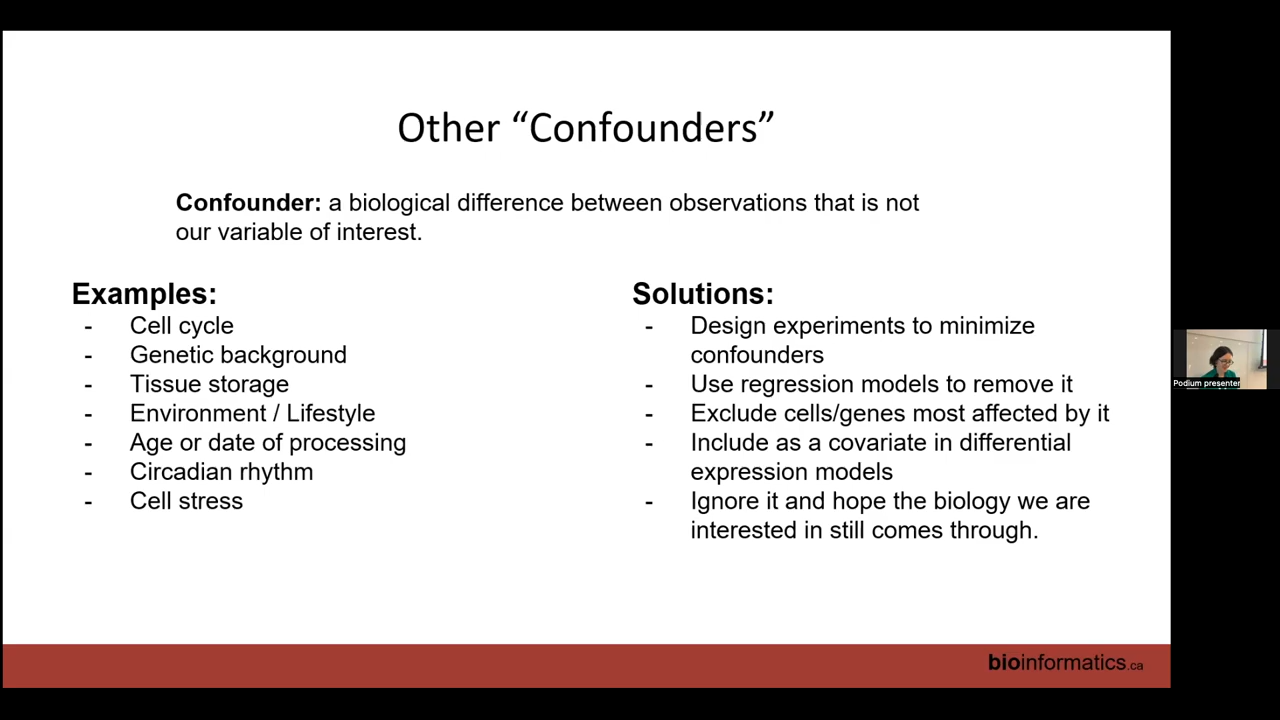 Other “Confounders”
Confounder: a biological difference between observations that is not
our variable of interest.
Examples:
- Cell cycle
- Genetic background
- Tissue storage
- Environment / Lifestyle
- Age or date of processing
- Circadian rhythm
- Cell stress
Solutions:
- Design experiments to minimize
confounders
- Use regression models to remove it
- Exclude cells/genes most affected by it
- Include as a covariate in differential
expression models
- Ignore it and hope the biology we are
interested in still comes through.
Podium presenter
bioinformatics.ca